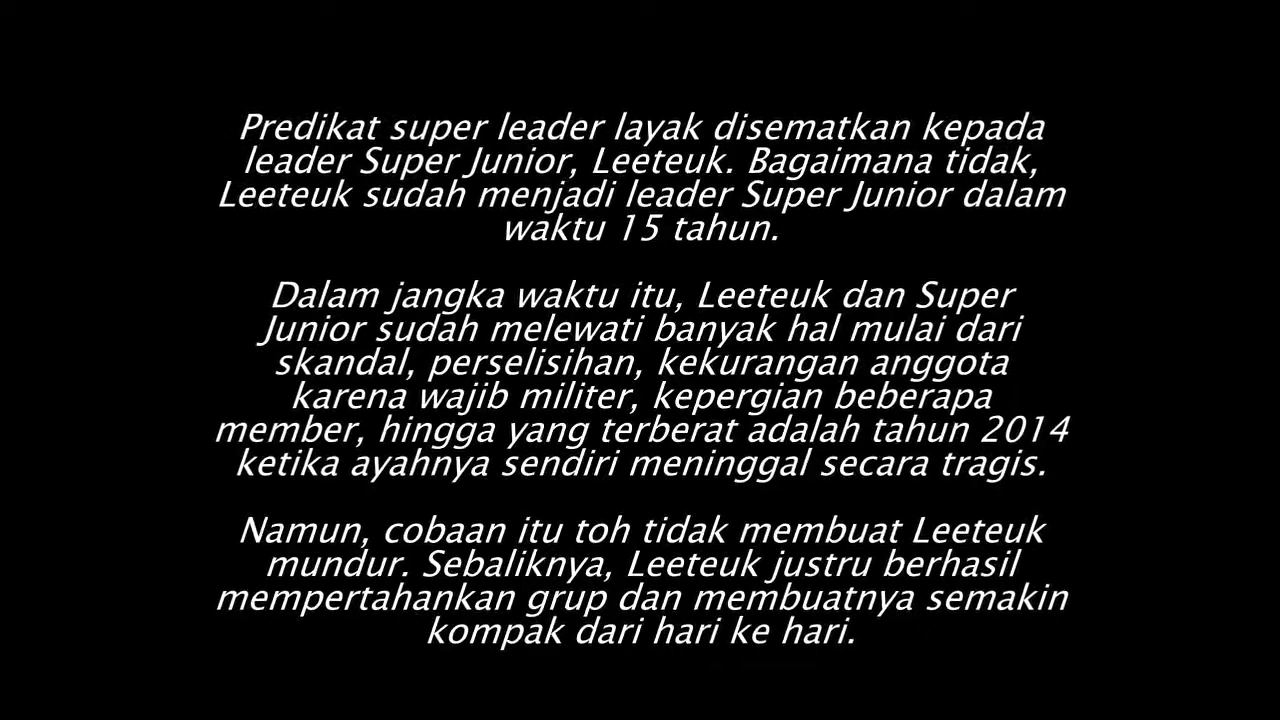 Predikat super leader layak disematkan kepada
leader Super Junior, Leeteuk. Bagaimana tidak,
Leeteuk sudah menjadi leader Super Junior dalam
waktu 15 tahun.
Dalam jangka waktu itu, Leeteuk dan Super
Junior sudah melewati banyak hal mulai dari
skandal, perselisihan, kekurangan anggota
karena wajib militer, kepergian beberapa
member, hingga yang terberat adalah tahun 2014
ketika ayahnya sendiri meninggal secara tragis.
Namun, cobaan itu toh tidak membuat Leeteuk
mundur. Sebaliknya, Leeteuk justru berhasil
mempertahankan grup dan membuatnya semakin
kompak dari hari ke hari.